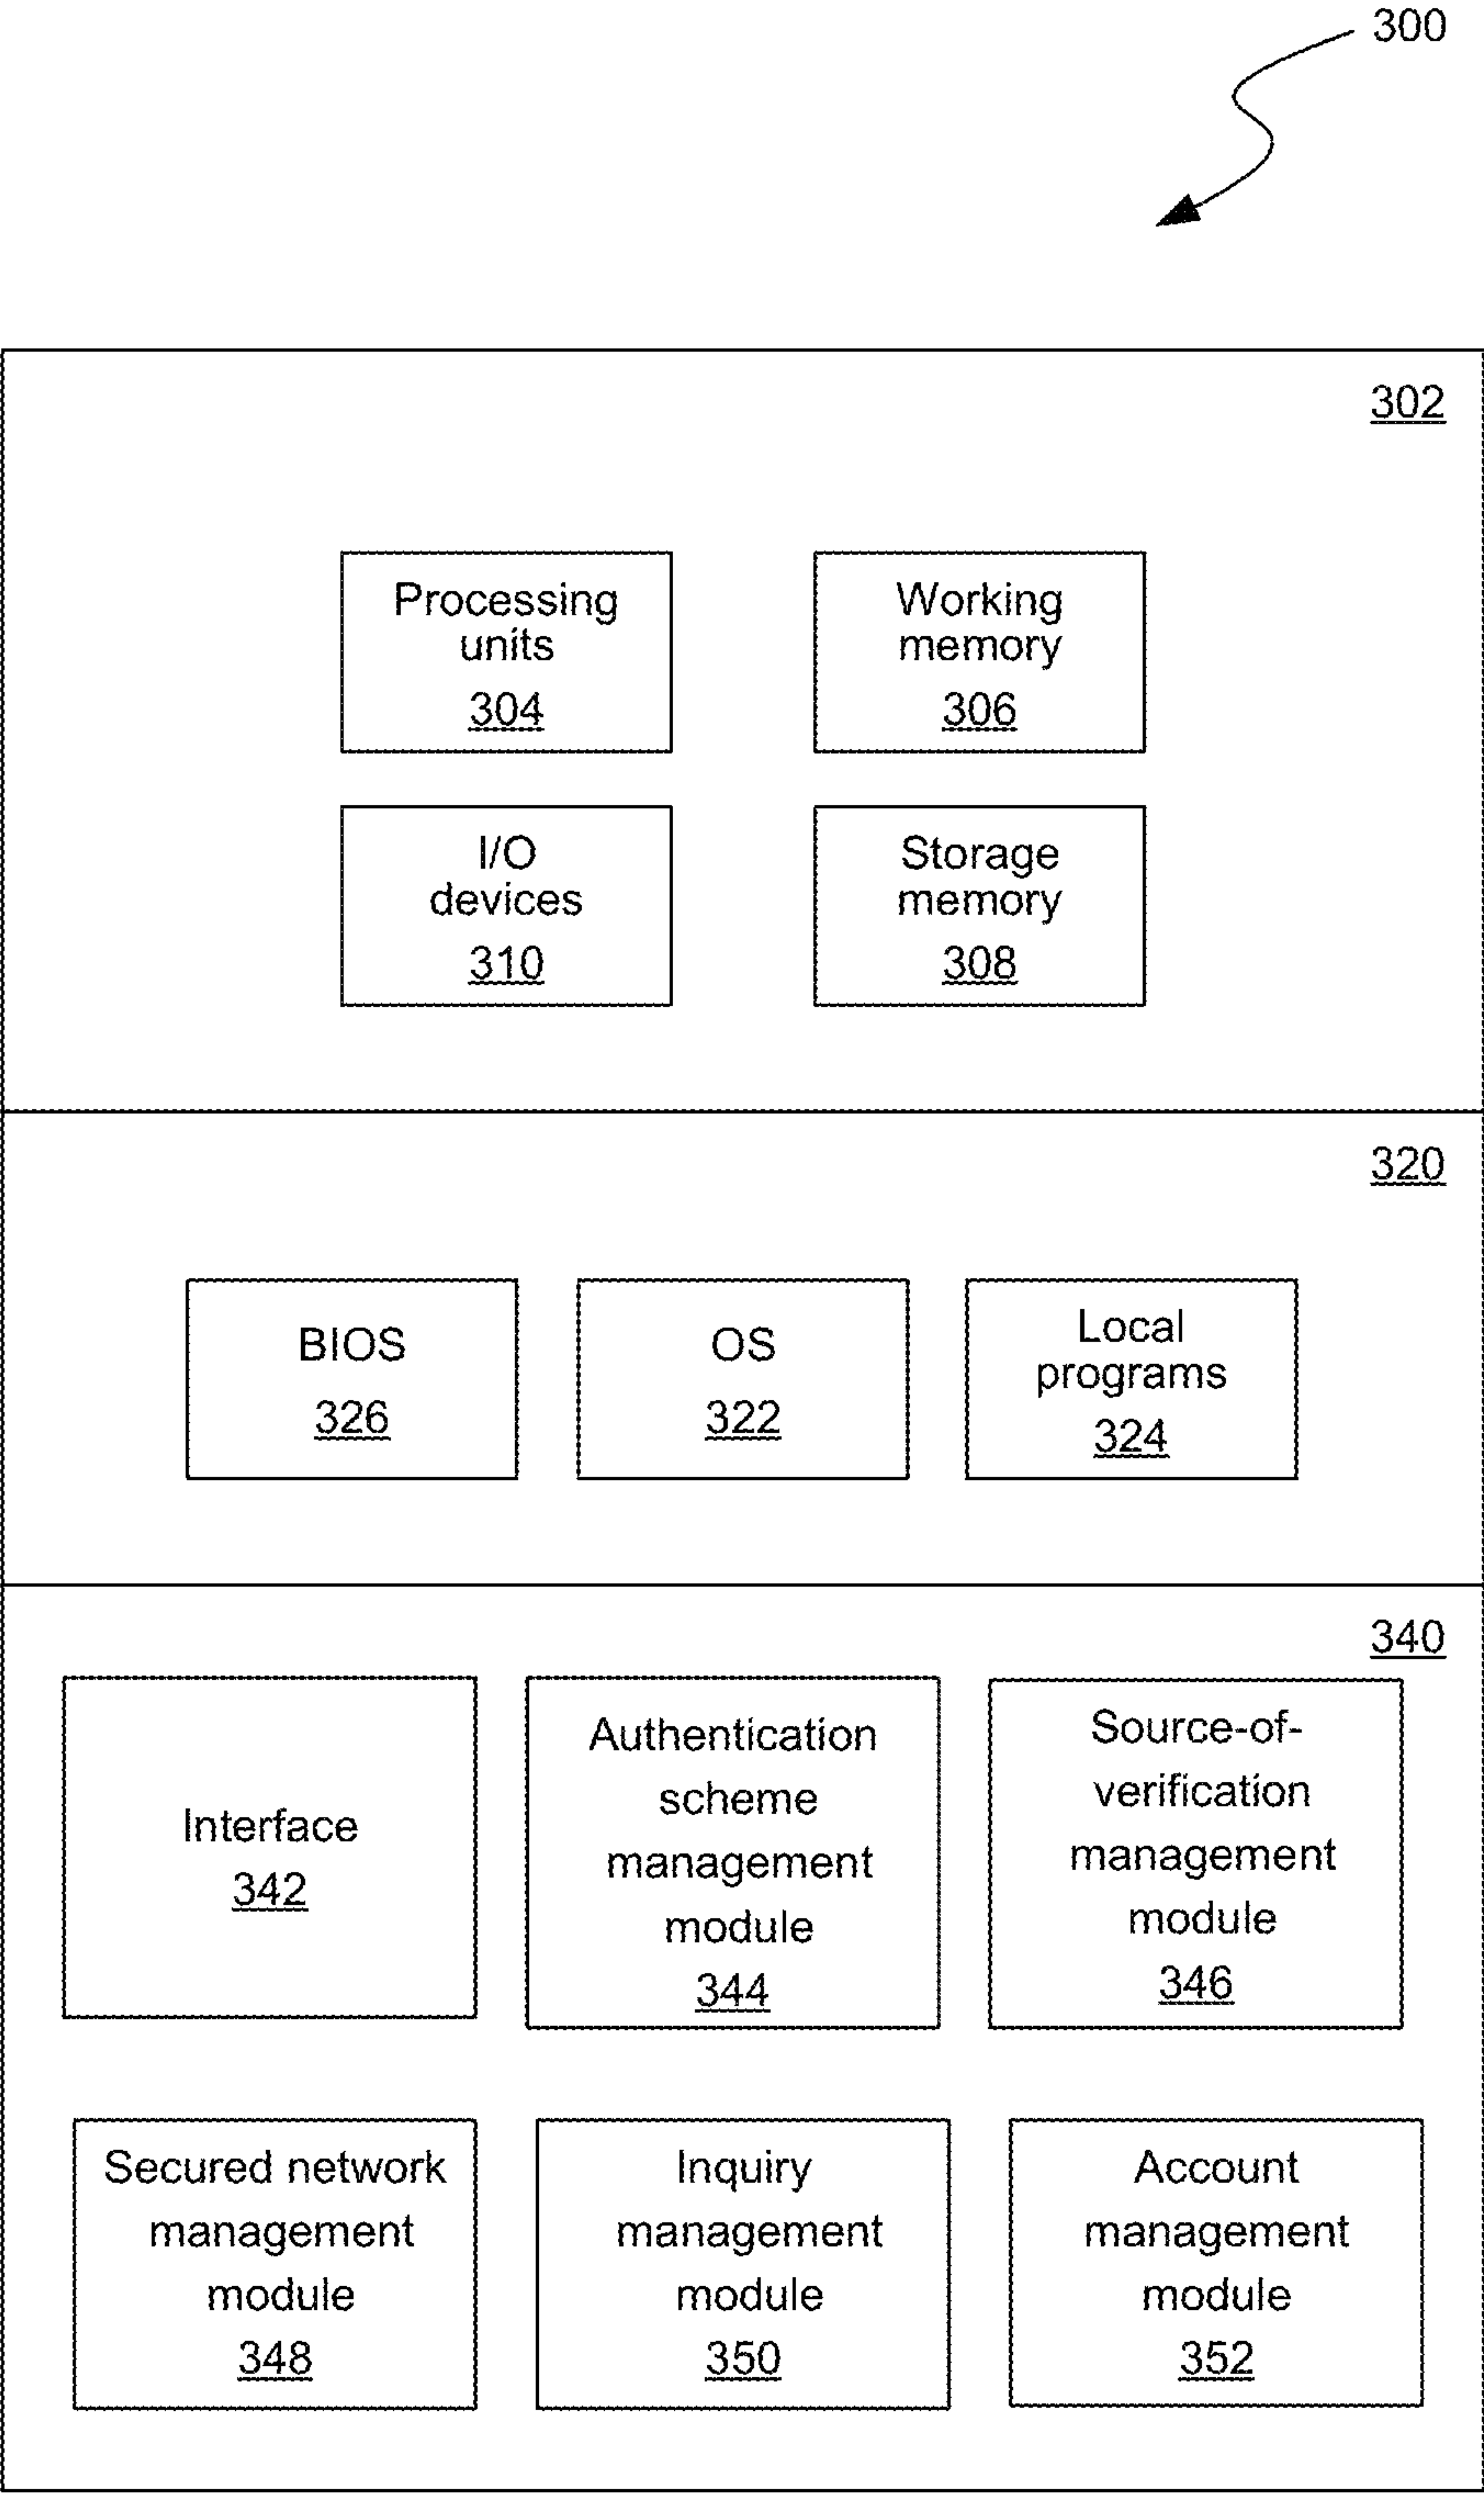 300
302
Processing
units
304
Working
memory
306
I/O
devices
310
Storage
memory
308
320
BIOS
326
OS
322
Local
programs
324
340
Interface
342
Authentication
scheme
management
module
344
Source-of-
verification
management
module
346
Secured network
management
module
348
Inquiry
management
module
350
Account
management
module
352